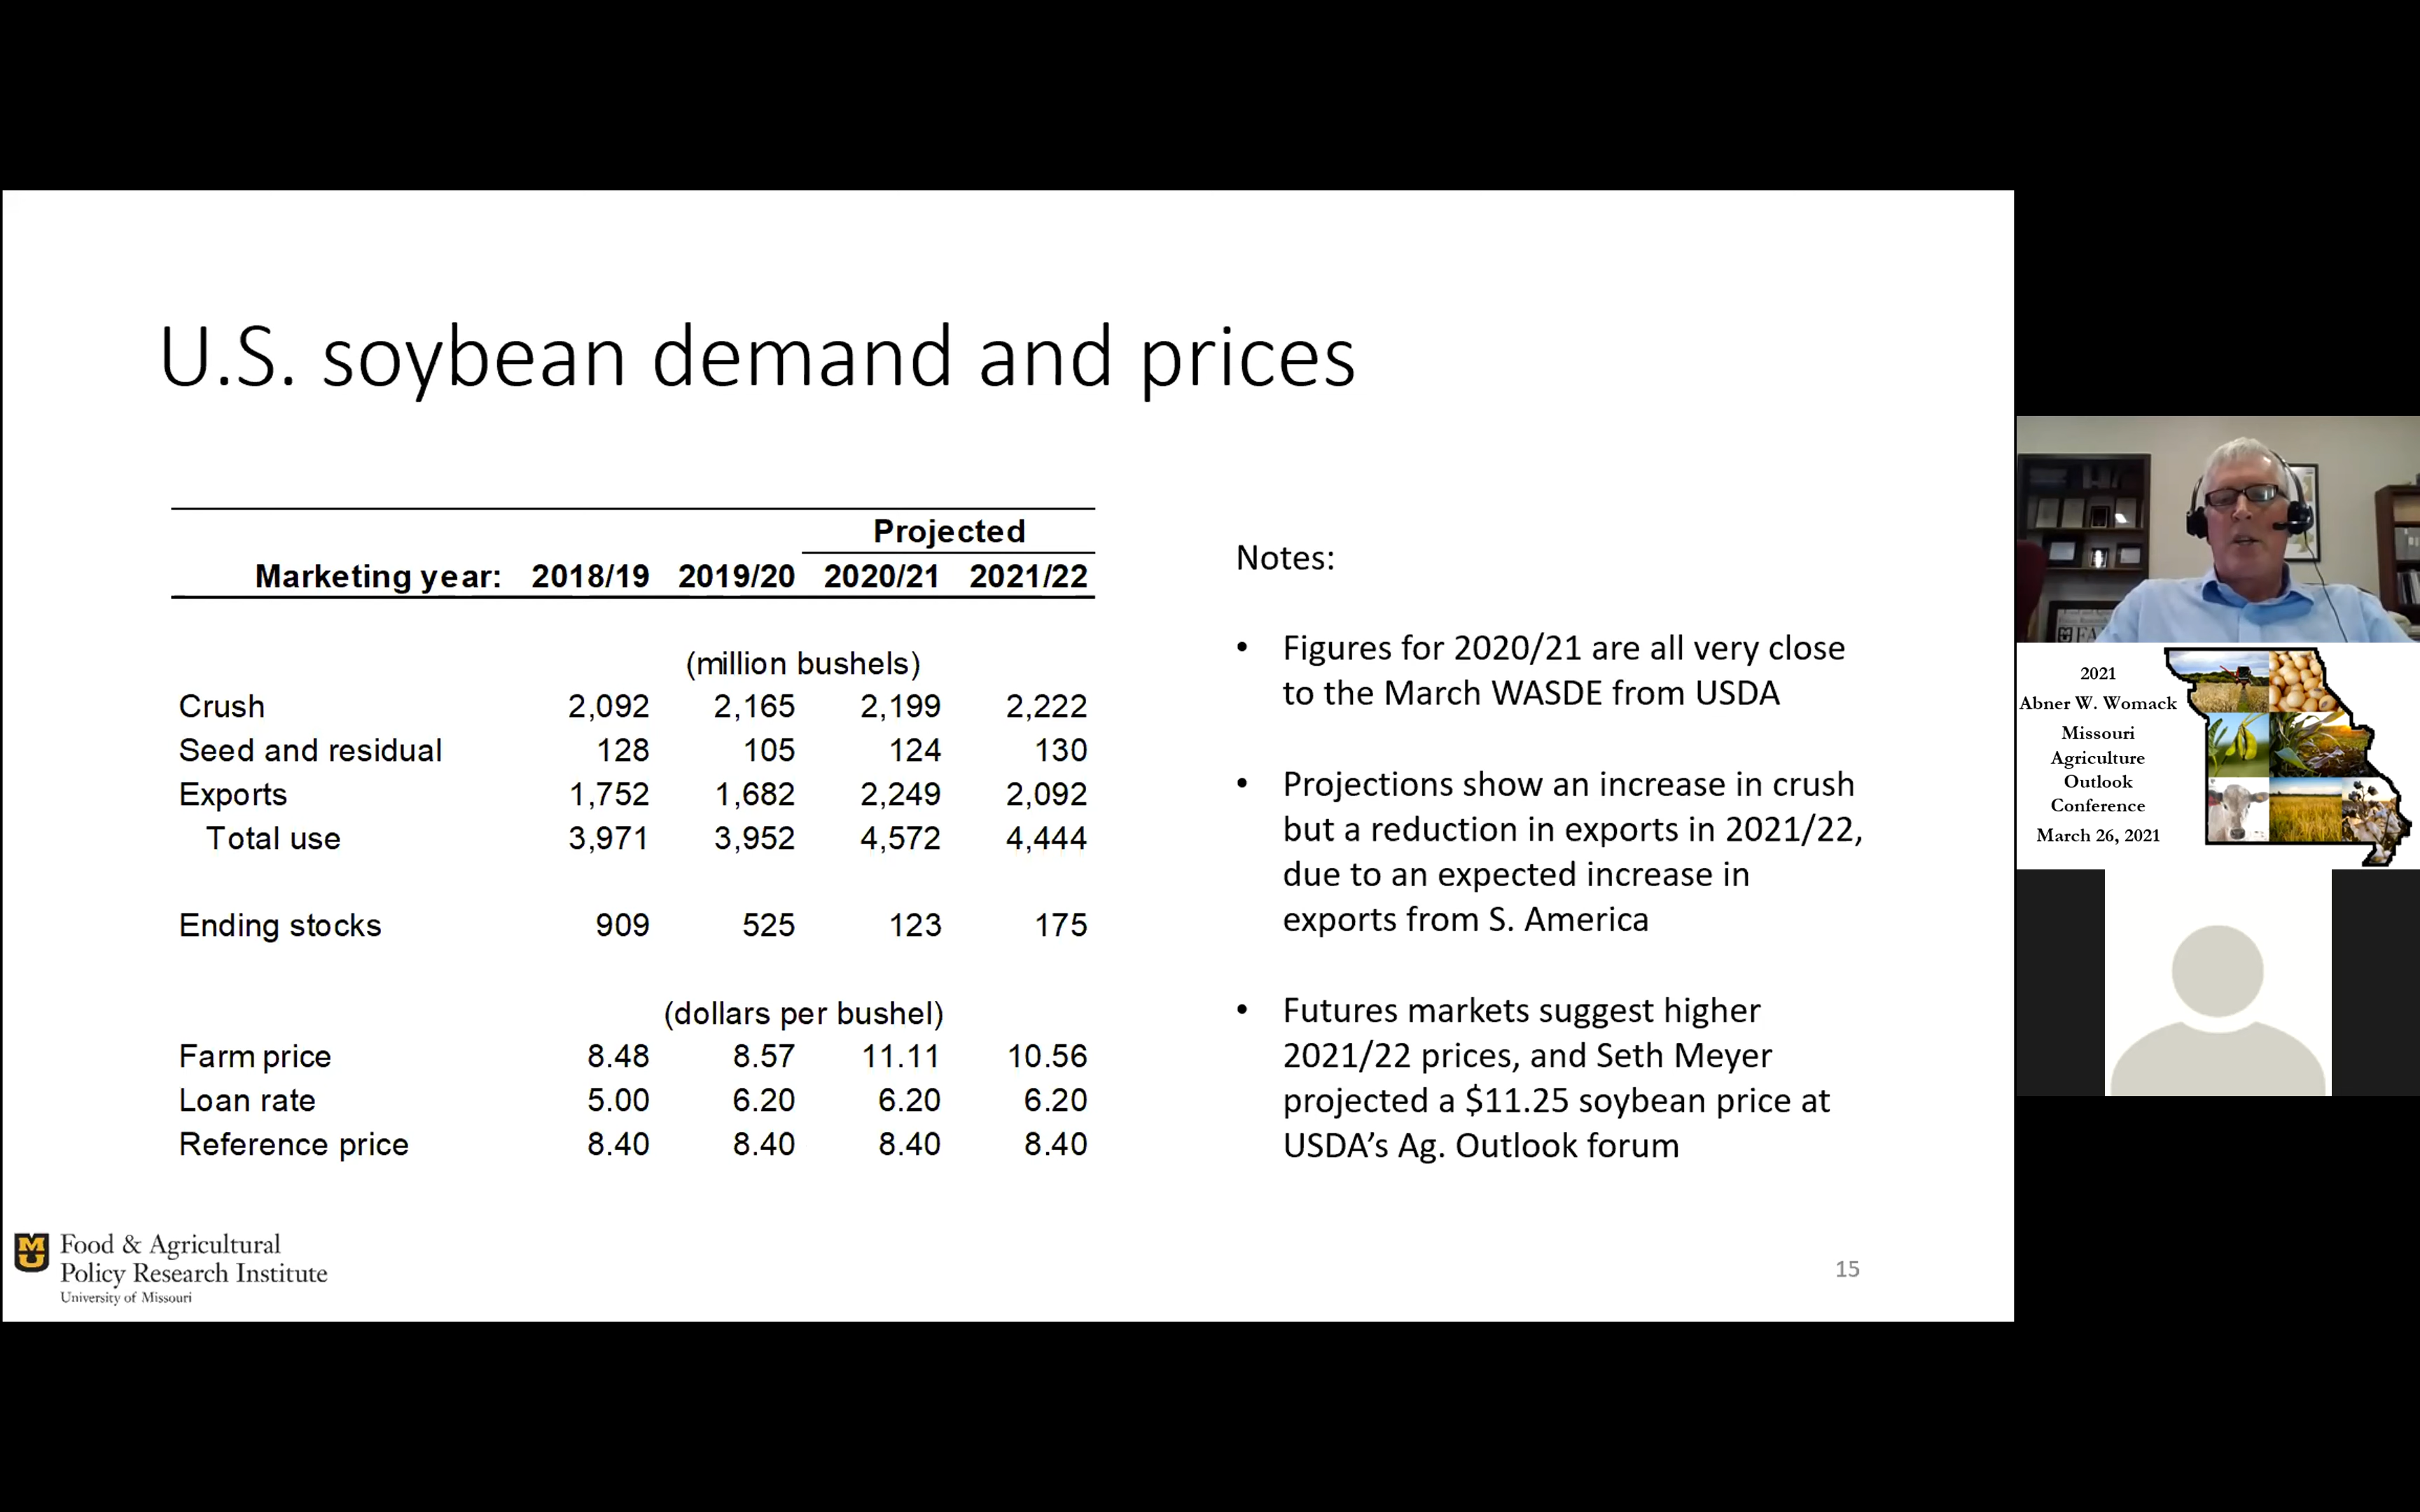 U.S. soybean demand and prices
Projected
Marketing year: 2018/19 2019/20 2020/21 2021/22
(million bushels)
Crush 2,092 2,165 2,199 2,222
Seed and residual 128 105 124 130
Exports 1,752 1,682 2,249 2,092
Total use 3,971 3,952 4,572 4,444
Ending stocks 909 525 123 175
(dollars per bushel)
Farm price 8.48 8.57 11.11 10.56
Loan rate 5.00 6.20 6.20 6.20
Reference price 8.40 8.40 8.40 8.40
Notes:
• Figures for 2020/21 are all very close
to the March WASDE from USDA
• Projections show an increase in crush
but a reduction in exports in 2021/22,
due to an expected increase in
exports from S. America
• Futures markets suggest higher
2021/22 prices, and Seth Meyer
projected a $11.25 soybean price at
USDA's Ag. Outlook forum
Food & Agricultural
Policy Research Institute
University of Missouri
15
2021
Abner W. Womack
Missouri
Agriculture
Outlook
Conference
March 26, 2021